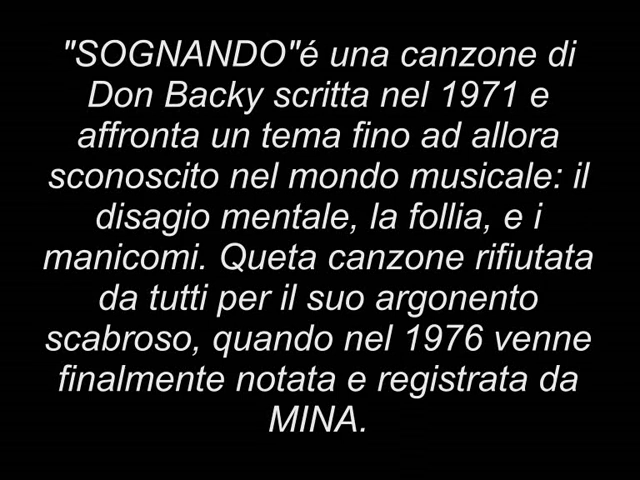 "SOGNANDO"é una canzone di
Don Backy scritta nel 1971 e
affronta un tema fino ad allora
sconoscito nel mondo musicale: il
disagio mentale, la follia, e i
manicomi. Queta canzone rifiutata
da tutti per il suo argonento
scabroso, quando nel 1976 venne
finalmente notata e registrata da
MINA.